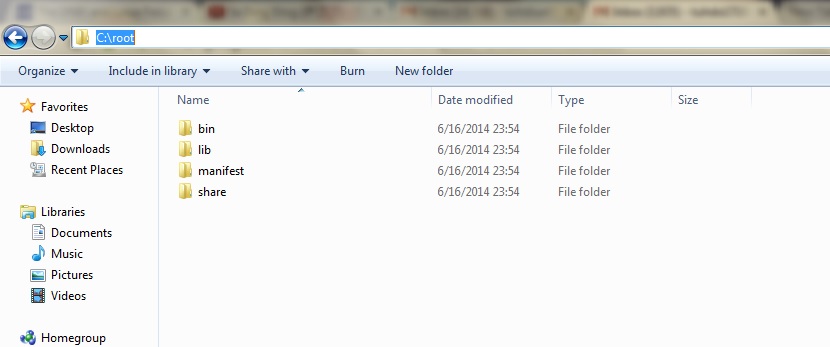 C:\root
Organize Include in library Share with Burn New folder
Name Date modified Type Size
Favorites
Desktop
Downloads
Recent Places
Libraries
Documents
Music
Pictures
Videos
Homegroup
bin 6/16/2014 23:54 File folder
lib 6/16/2014 23:54 File folder
manifest 6/16/2014 23:54 File folder
share 6/16/2014 23:54 File folder